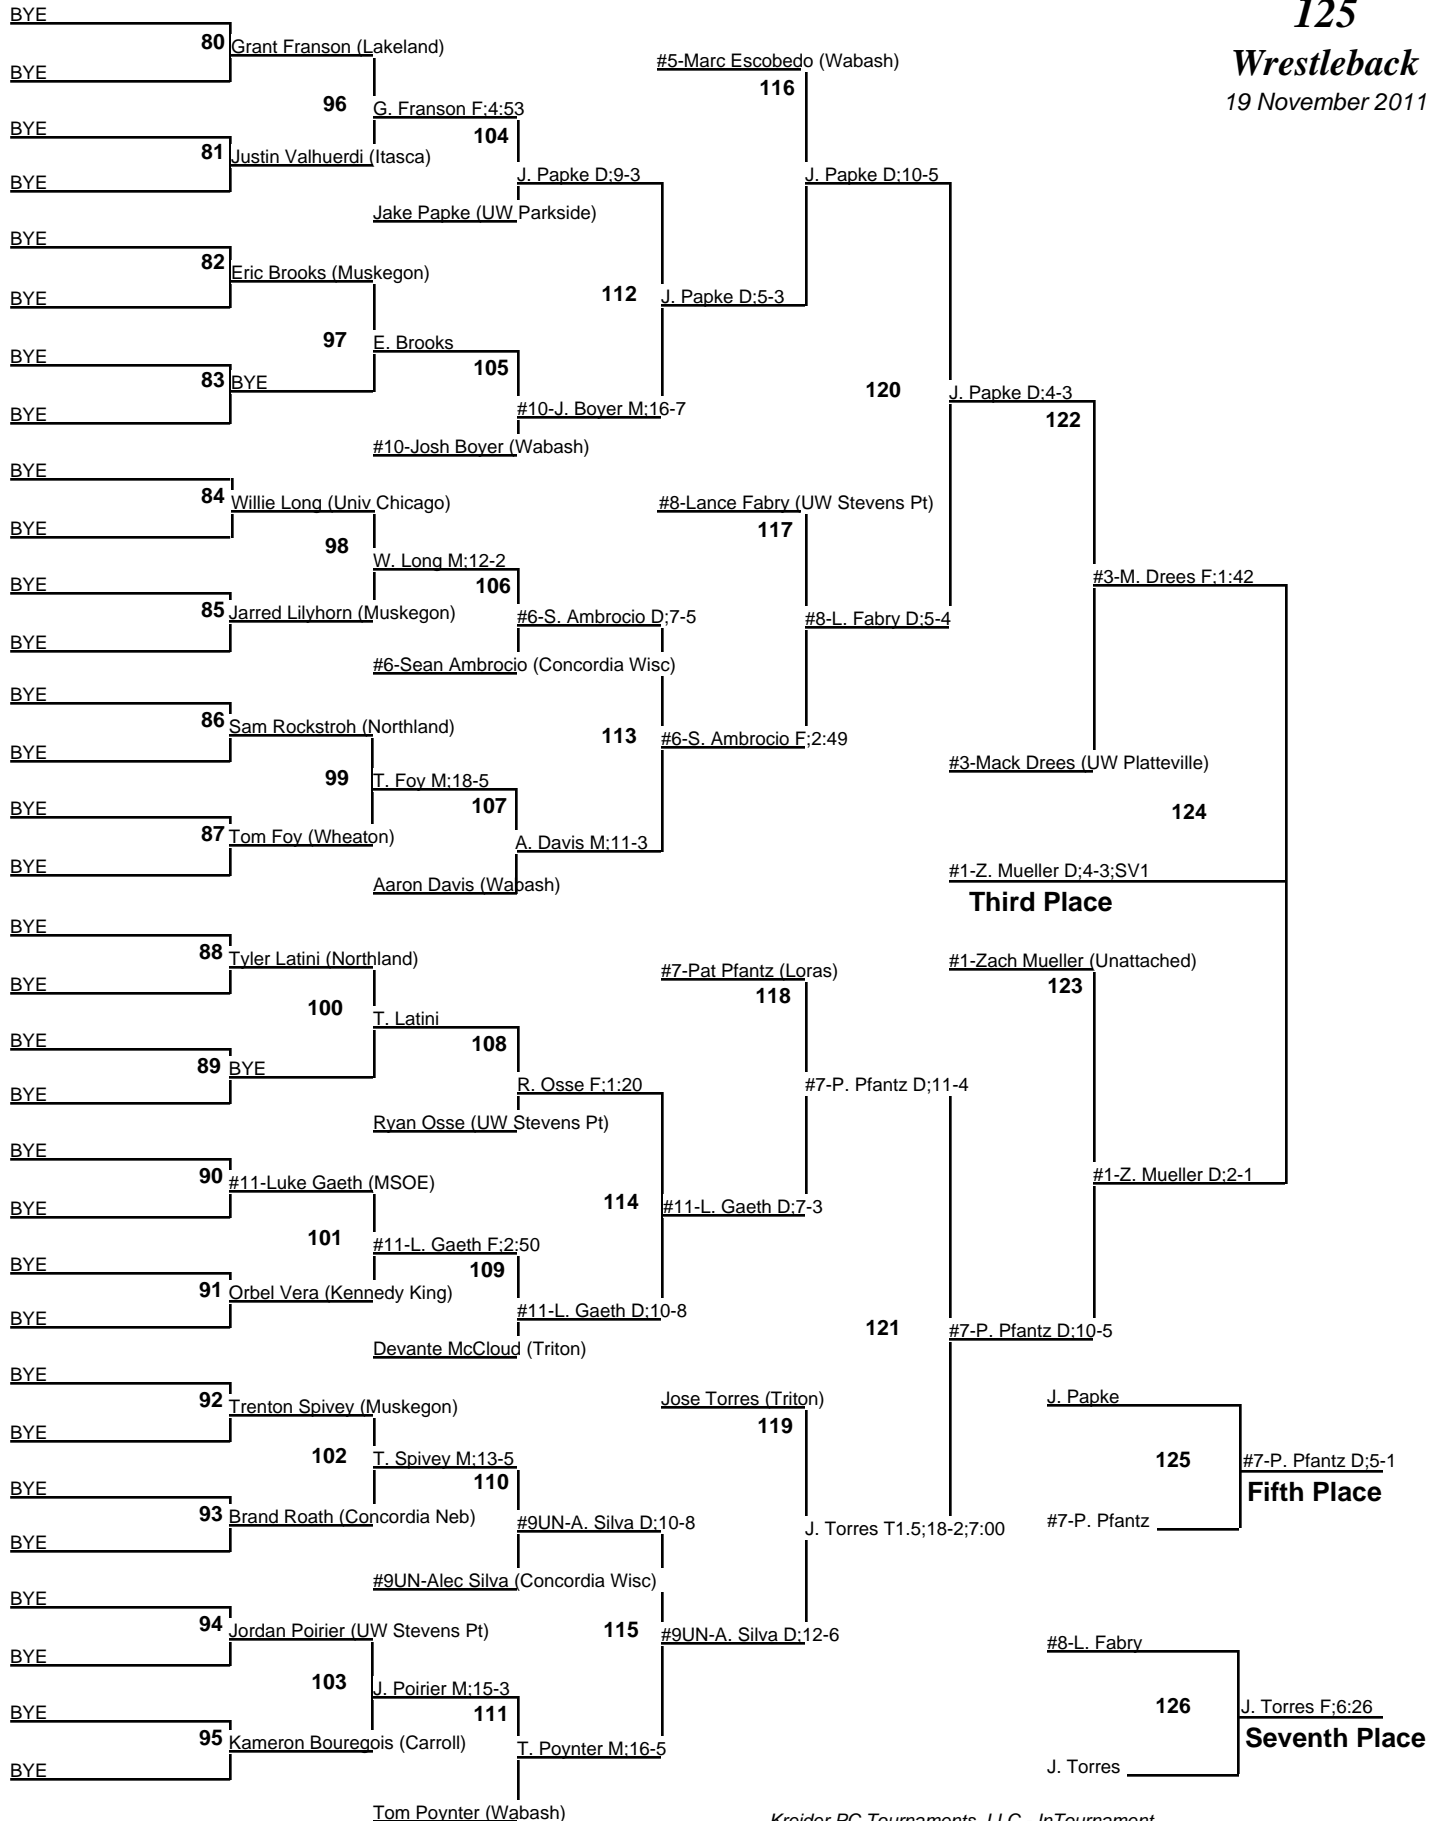 125
Wrestleback
19 November 2011
BYE
80 Grant Franson (Lakeland)
BYE
96
G. Franson F;4:53
104
BYE
81 Justin Valhuerdi (Itasca)
BYE
J. Papke D;9-3
Jake Papke (UW Parkside)
BYE
82 Eric Brooks (Muskegon)
BYE
112 J. Papke D;5-3
97 E. Brooks
105
BYE
83 BYE
BYE
#10-J. Boyer M;16-7
#10-Josh Boyer (Wabash)
#5-Marc Escobedo (Wabash)
116
J. Papke D;10-5
120 J. Papke D;4-3
122
BYE
84 Willie Long (Univ Chicago)
BYE
98
W. Long M;12-2
106
BYE
85 Jarred Lilyhorn (Muskegon)
BYE
#6-S. Ambrocio D;7-5
#6-Sean Ambrocio (Concordia Wisc)
#8-Lance Fabry (UW Stevens Pt)
117
#8-L. Fabry D;5-4
#3-M. Drees F;1:42
BYE
86 Sam Rockstroh (Northland)
BYE
113 #6-S. Ambrocio F;2:49
99
T. Foy M;18-5
107
BYE
87 Tom Foy (Wheaton)
BYE
A. Davis M;11-3
Aaron Davis (Wabash)
#3-Mack Drees (UW Platteville)
124
#1-Z. Mueller D;4-3;SV1
Third Place
BYE
88 Tyler Latini (Northland)
BYE
100
T. Latini
108
BYE
89 BYE
BYE
R. Osse F;1:20
Ryan Osse (UW Stevens Pt)
#7-Pat Pfantz (Loras)
118
#7-P. Pfantz D;11-4
#1-Zach Mueller (Unattached)
123
#1-Z. Mueller D;2-1
BYE
90 #11-Luke Gaeth (MSOE)
BYE
114 #11-L. Gaeth D;7-3
101 #11-L. Gaeth F;2:50
109
BYE
91 Orbel Vera (Kennedy King)
BYE
#11-L. Gaeth D;10-8
Devante McCloud (Triton)
121 #7-P. Pfantz D;10-5
BYE
92 Trenton Spivey (Muskegon)
BYE
102 T. Spivey M;13-5
110
BYE
93 Brand Roath (Concordia Neb)
BYE
#9UN-A. Silva D;10-8
#9UN-Alec Silva (Concordia Wisc)
Jose Torres (Triton)
119
J. Torres T1.5;18-2;7:00
J. Papke
125 #7-P. Pfantz D;5-1
Fifth Place
#7-P. Pfantz
BYE
94 Jordan Poirier (UW Stevens Pt)
BYE
115 #9UN-A. Silva D;12-6
103
J. Poirier M;15-3
111
BYE
95 Kameron Bouregois (Carroll)
BYE
T. Poynter M;16-5
Tom Poynter (Wabash)
#8-L. Fabry
126 J. Torres F;6:26
Seventh Place
J. Torres